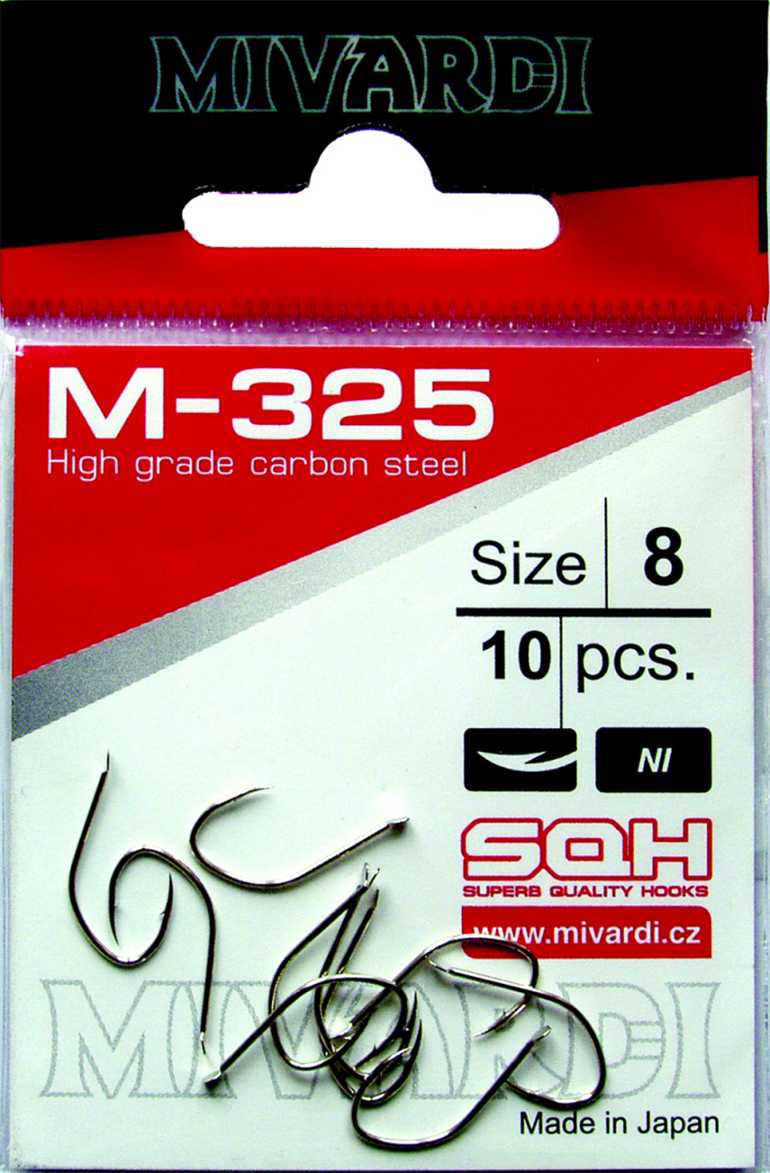 MIVARDI
M-325
High grade carbon steel
Size 8
10 pcs.
NI
SQH
SUPERB QUALITY HOOKS
www.mivardi.cz
MIVARDI
Made in Japan